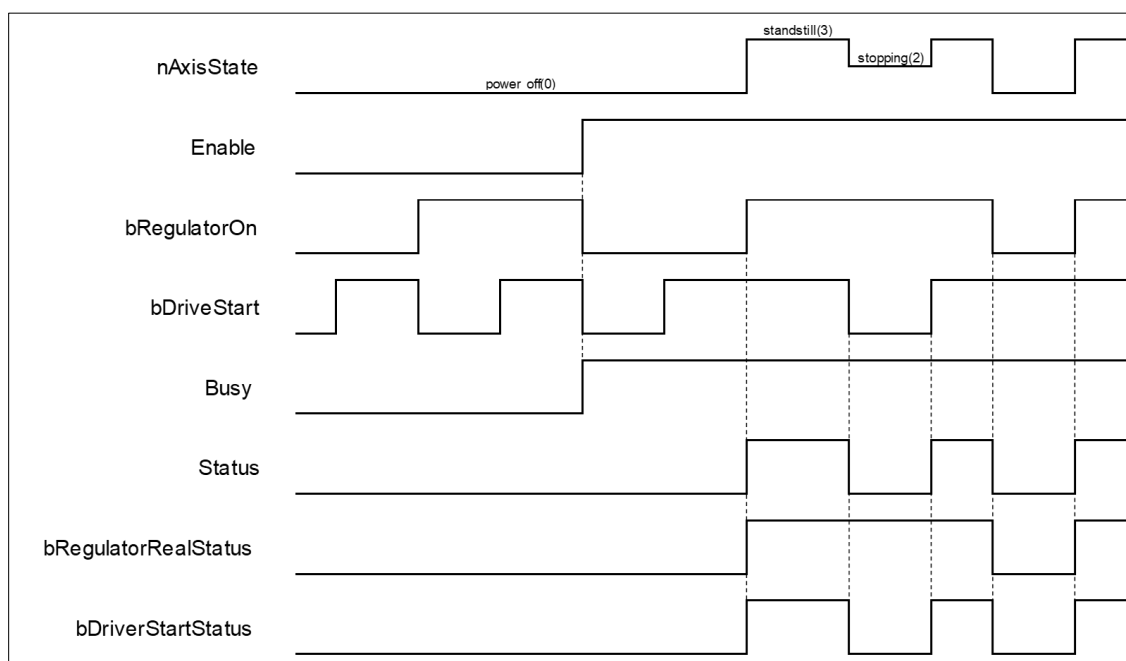 standstill(3)
stopping(2)
nAxisState
power off(0)
Enable
bRegulatorOn
bDriveStart
Busy
Status
bRegulatorRealStatus
bDriverStartStatus